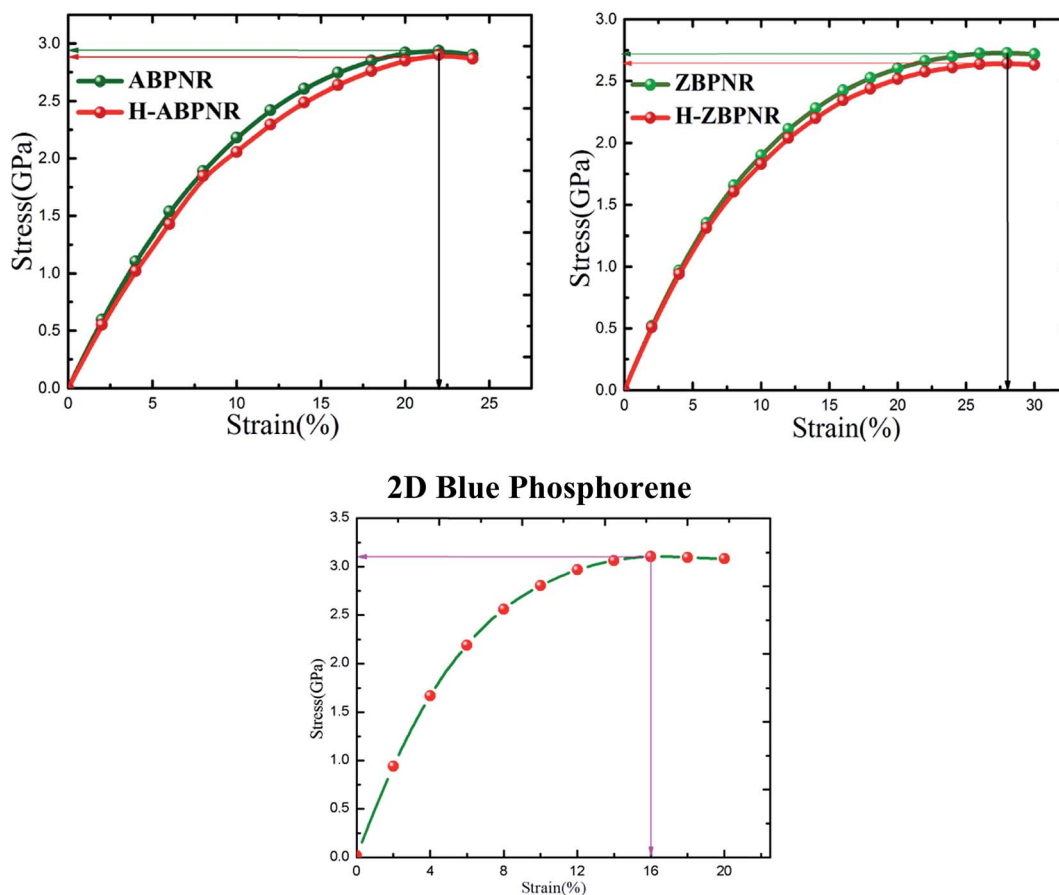 3.0
2.5
2.0
1.5
1.0
0.5
0.0
Stress(GPa)
ABPNR
H-ABPNR
0 5 10 15 20 25
Strain(%)
3.0
2.5
2.0
1.5
1.0
0.5
0.0
Stress(GPa)
ZBPNR
H-ZBPNR
0 5 10 15 20 25 30
Strain(%)
2D Blue Phosphorene
3.5
3.0
2.5
2.0
1.5
1.0
0.5
0.0
Stress(GPa)
0 4 8 12 16 20
Strain(%)